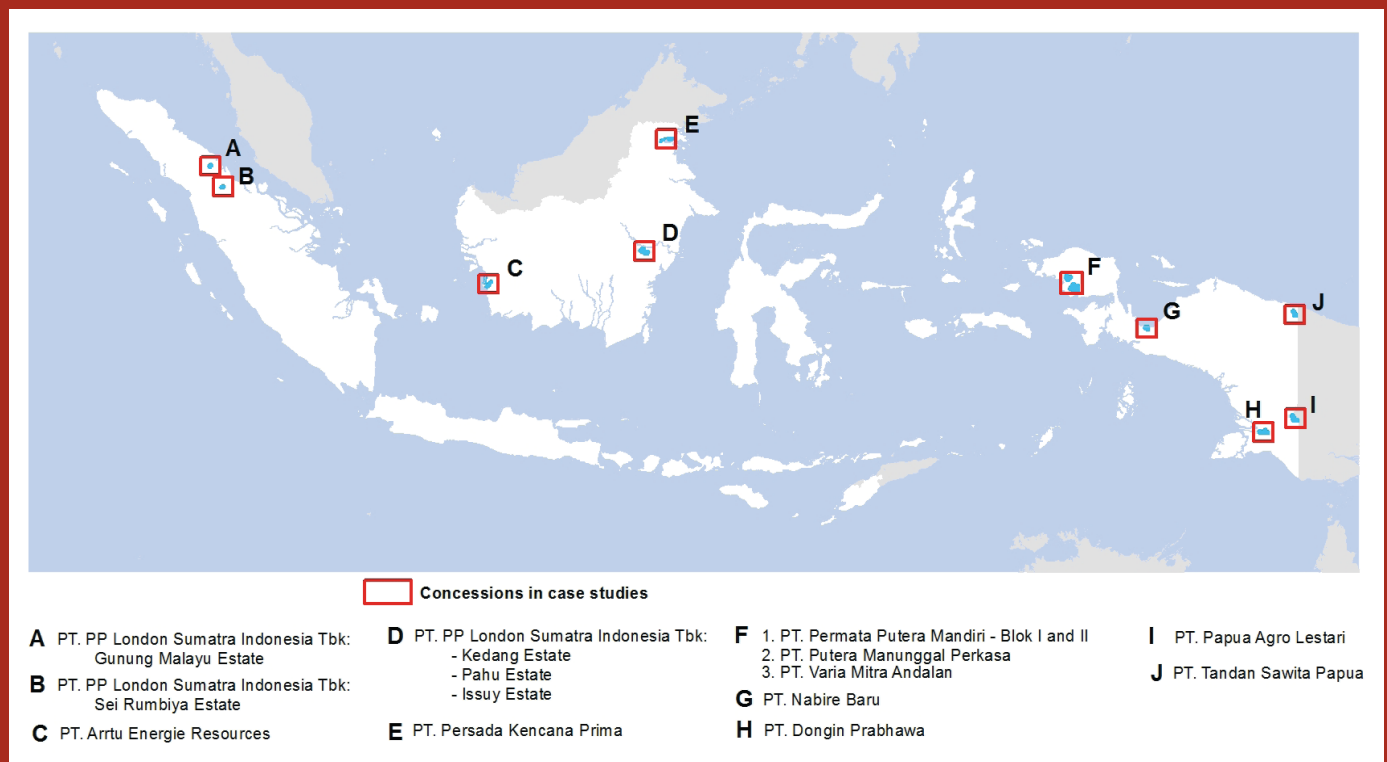 E
A
B
D
C
F
J
G
I
H
Concessions in case studies
A PT. PP London Sumatra Indonesia Tbk:
Gunung Malayu Estate
B PT. PP London Sumatra Indonesia Tbk:
Sei Rumbiya Estate
C PT. Arrtu Energie Resources
D PT. PP London Sumatra Indonesia Tbk:
- Kedang Estate
- Pahu Estate
- Issuy Estate
E PT. Persada Kencana Prima
F 1. PT. Permata Putera Mandiri - Blok I and II
2. PT. Putera Manunggal Perkasa
3. PT. Varia Mitra Andalan
G PT. Nabire Baru
H PT. Dongin Prabhawa
I PT. Papua Agro Lestari
J PT. Tandan Sawita Papua